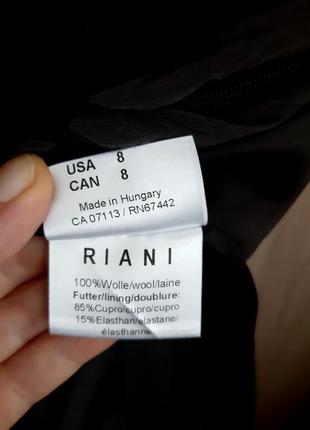 USA 8
CAN 8
Made in Hungary
CA 07113 / RN67442
RIANI
100%Wolle/wool/laine
Futter/lining/doublure:
85%Cupro/cupro/cupro
15%Elasthan/elastane/
élasthanne